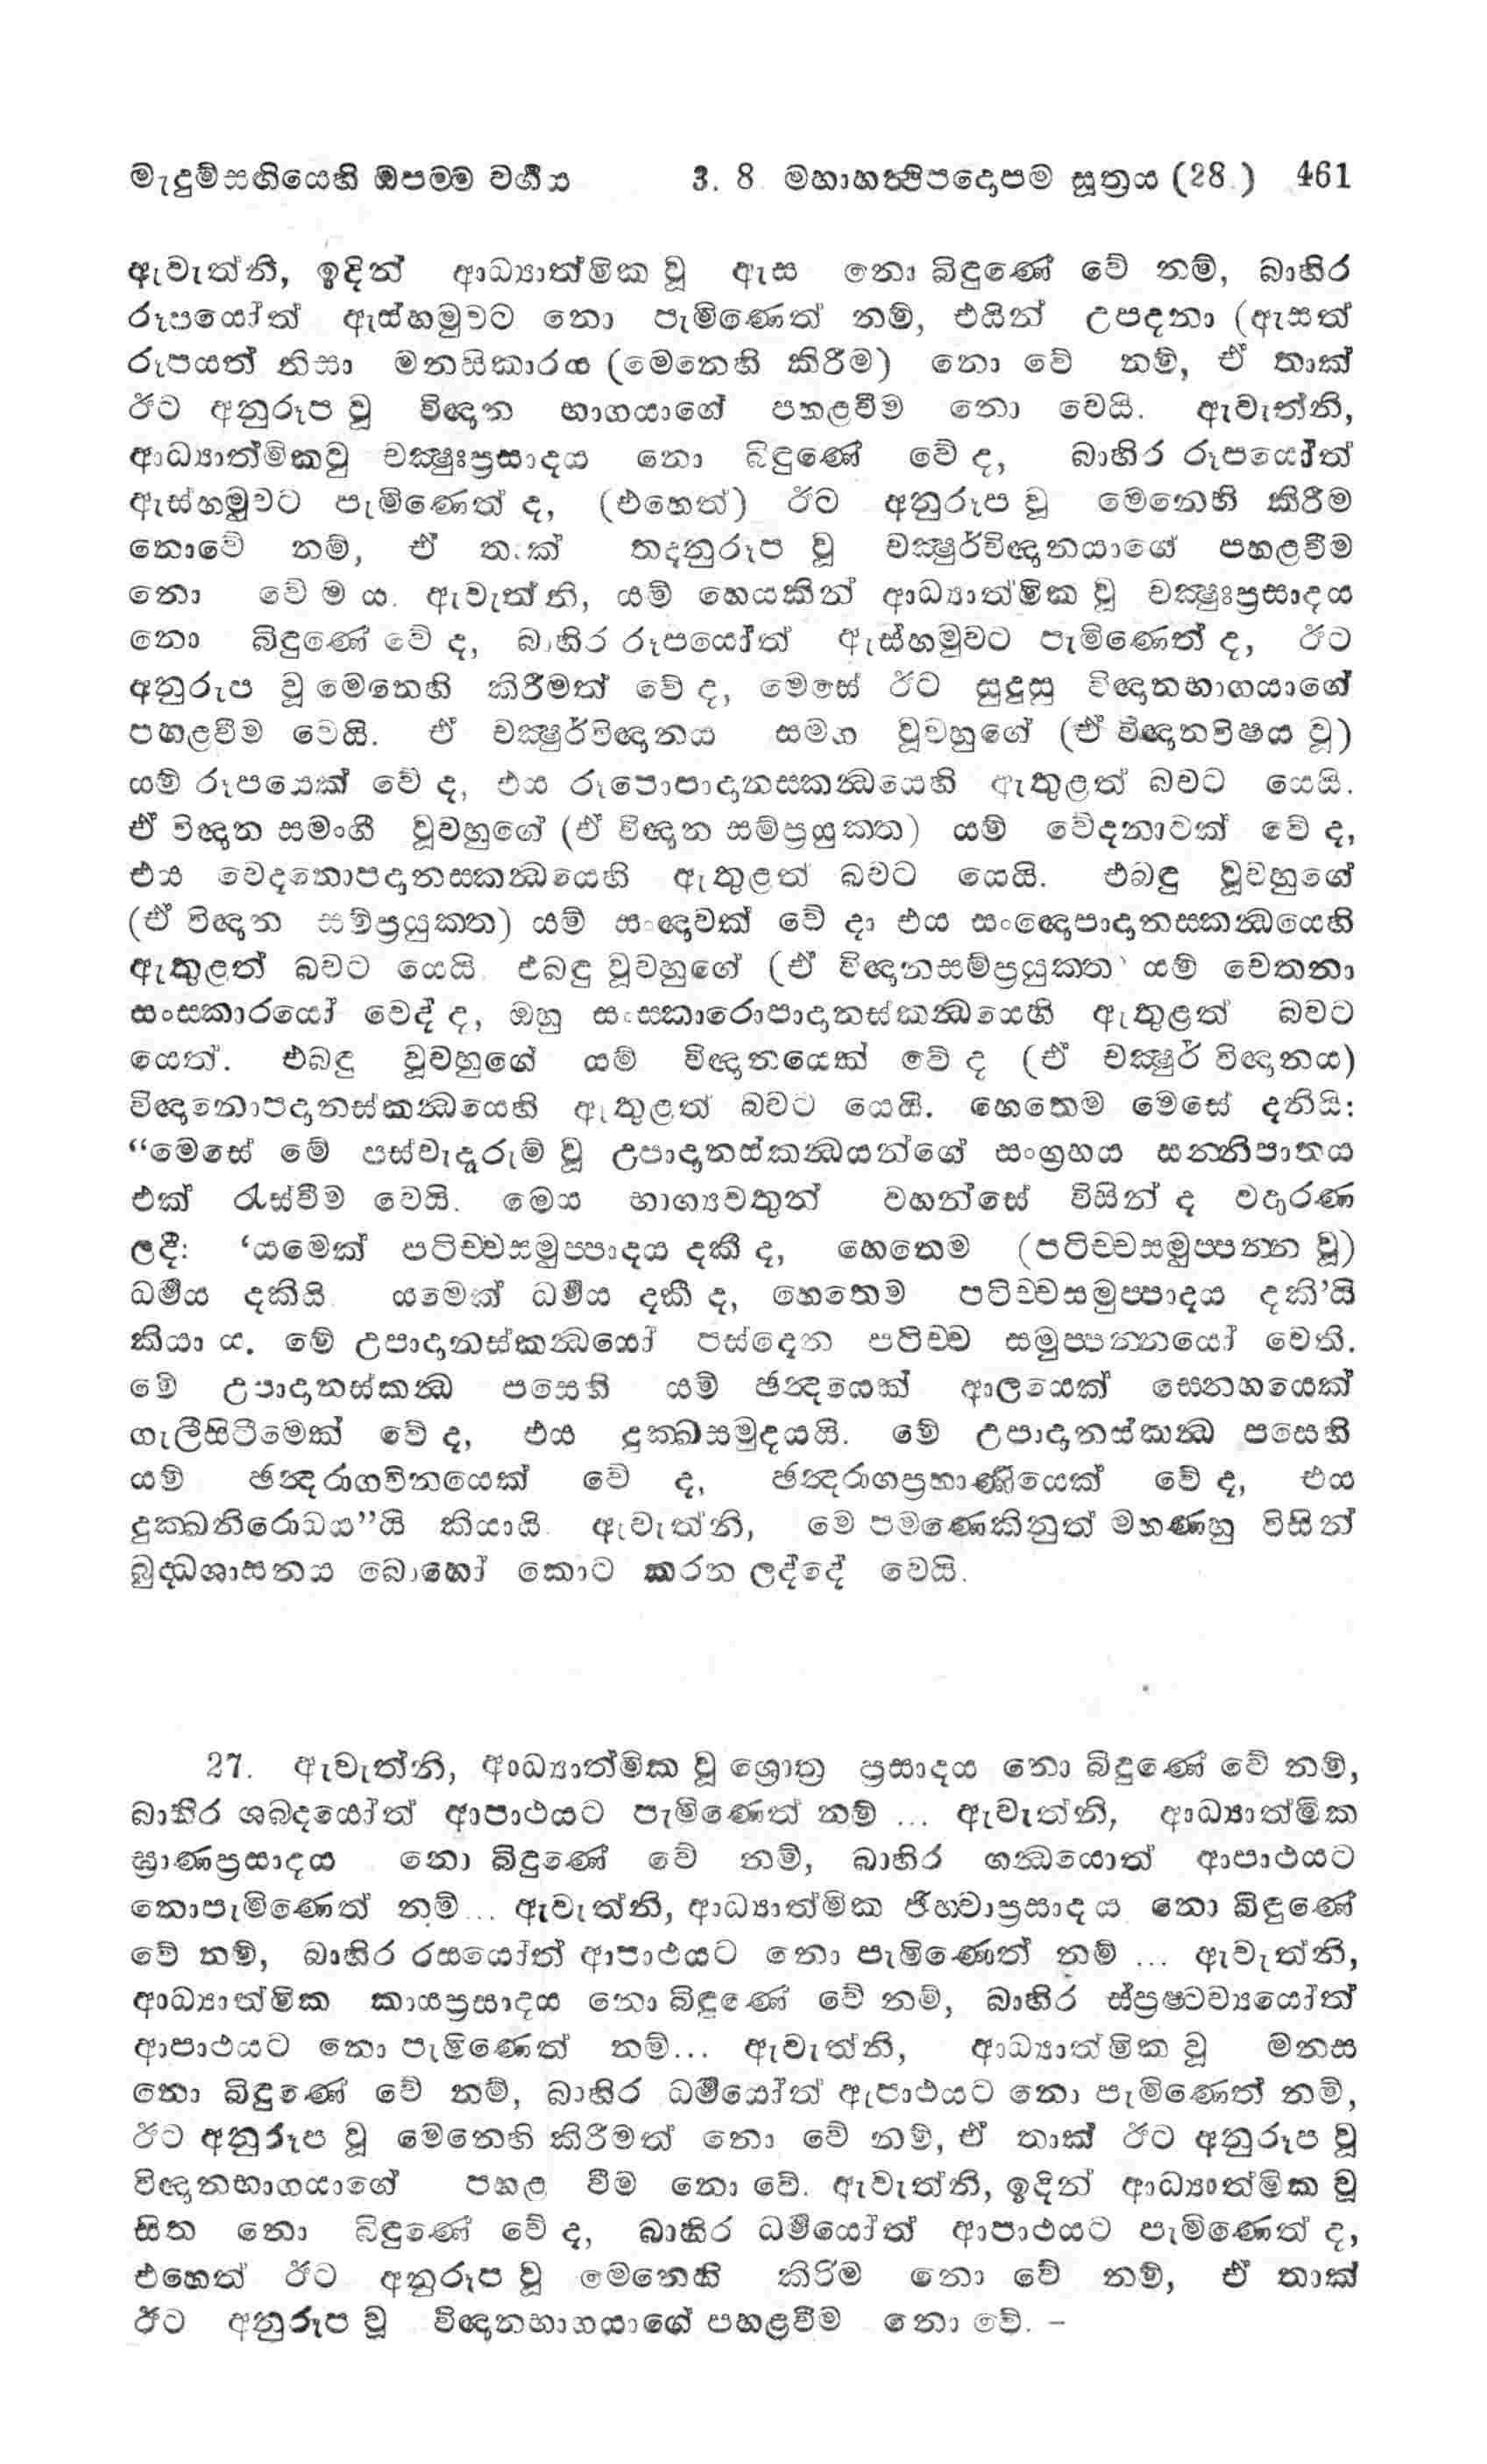 මැදුම්සඟියෙහි ඔපමම වර්‍ගය 3. 8 මහාහත්‍ථිපදොපම සූත්‍රය (28.) 461
ඇවැත්නි, ඉදින් ආධ්‍යාත්මික වූ ඇස නො බිඳුණේ වේ නම්, බාහිර
රූපයෝත් ඇස්හමුවට නො පැමිණෙත් නම්, එයින් උපදනා (ඇසත්
රූපයත් නිසා මනසිකාරය (මෙනෙහි කිරීම) නො වේ නම්, ඒ තාක්
ඊට අනුරූප වූ විඥාන භාගයාගේ පහළවීම නො වෙයි. ඇවැත්නි,
ආධ්‍යාත්මිකවු චක්‍ෂුඃප්‍රසාදය නො බිඳුණේ වේ ද, බාහිර රූපයෝත්
ඇස්හමුවට පැමිණෙත් ද, (එහෙත්) ඊට අනුරූප වූ මෙනෙහි කිරීම
නොවේ නම්, ඒ තාක් තදනුරූප වූ චක්‍ෂුර්විඥානයාගේ පහළවීම
නො වේ ම ය. ඇවැත්නි, යම් හෙයකින් ආධ්‍යාත්මික වූ චක්‍ෂුඃප්‍රසාදය
නො බිඳුණේ වේ ද, බාහිර රූපයෝත් ඇස්හමුවට පැමිණෙත් ද, ඊට
අනුරූප වූ මෙනෙහි කිරීමත් වේ ද, මෙසේ ඊට සුදුසු විඥානභාගයාගේ
පහළවීම වෙයි. ඒ චක්‍ෂුර්විඥානය සමග වූවහුගේ (ඒ විඥානවිෂය වූ)
යම් රූපයෙක් වේ ද, එය රූපොපාදානස්කන්‍ධයෙහි ඇතුළත් බවට යෙයි.
ඒ විඥාන සමංගී වූවහුගේ (ඒ විඥාන සම්ප්‍රයුක්ත) යම් වේදනාවක් වේ ද,
එය වෙදනොපදානස්කන්‍ධයෙහි ඇතුළත් බවට යෙයි. එබඳු වූවහුගේ
(ඒ විඥාන සම්ප්‍රයුක්ත) යම් සංඥාවක් වේ ද එය සංඥොපාදානස්කන්‍ධයෙහි
ඇතුළත් බවට යෙයි එබඳු වූවහුගේ (ඒ විඥානසම්ප්‍රයුක්ත) යම් චෙතනා
සංස්කාරයෝ වෙද් ද, ඔහු සංස්කාරොපාදානස්කන්‍ධයෙහි ඇතුළත් බවට
යෙත්. එබඳු වූවහුගේ යම් විඥානයෙක් වේ ද (ඒ චක්‍ෂුර් විඥානය)
විඥානොපදානස්කන්‍ධයෙහි ඇතුළත් බවට යෙයි. හෙතෙම මෙසේ දනියි:
“මෙසේ මේ පස්වැදෑරුම් වූ උපාදානස්කන්‍ධයන්ගේ සංග්‍රහය සන්නිපාතය
එක් රැස්වීම වෙයි. මෙය භාග්‍යවතුන් වහන්සේ විසින් ද වදාරණ
ලදී: ‘යමෙක් පටිච්චසමුප්පාදය දකී ද, හෙතෙම (පටිච්චසමුප්පන්න වූ)
ධර්‍මය දකියි යමෙක් ධර්‍මය දකී ද, හෙතෙම පටිච්චසමුප්පාදය දකි’යි
කියා ය. මේ උපාදානස්කන්‍ධයෝ පස්දෙන පටිච්ච සමුප්පන්නයෝ වෙති.
මේ උපාදානස්කන්‍ධ පසෙහි යම් ඡන්‍දයෙක් ආලයෙක් සෙනහයෙක්
ගැලීසිටීමෙක් වේ ද, එය දුක්ඛසමුදයයි. මේ උපාදානස්කන්‍ධ පසෙහි
යම් ඡන්‍දරාගවිනයෙක් වේ ද, ඡන්‍දරාගප්‍රහාණයෙක් වේ ද, එය
දුක්ඛනිරොධය”යි කියායි. ඇවැත්නි, මෙ පමණෙකිනුත් මහණහු විසින්
බුද්ධශාසනය බොහෝ කොට කරන ලද්දේ වෙයි.
27. ඇවැත්නි, ආධ්‍යාත්මික වූ ශ්‍රොත්‍ර ප්‍රසාදය නො බිඳුණේ වේ නම්,
බාහිර ශබ්දයෝත් ආපාථයට පැමිණෙත් නම් ... ඇවැත්නි, ආධ්‍යාත්මික
ඝ්‍රාණප්‍රසාදය නො බිඳුණේ වේ නම්, බාහිර ගන්‍ධයොත් ආපාථයට
නොපැමිණෙත් නම් ... ඇවැත්නි, ආධ්‍යාත්මික ජිහ්වාප්‍රසාද ය නො බිඳුණේ
වේ නම්, බාහිර රසයෝත් ආපාථයට නො පැමිණෙත් නම් ... ඇවැත්නි,
ආධ්‍යාත්මික කායප්‍රසාදය නො බිඳුණේ වේ නම්, බාහිර ස්ප්‍රෂ්ටව්‍යයෝත්
ආපාථයට නො පැමිණෙත් නම්... ඇවැත්නි, ආධ්‍යාත්මික වූ මනස
නො බිඳුණේ වේ නම්, බාහිර ධර්‍මයෝත් ඇපාථයට නො පැමිණෙත් නම්,
ඊට අනුරූප වූ මෙනෙහි කිරීමත් නො වේ නම්, ඒ තාක් ඊට අනුරූප වූ
විඥානභාගයාගේ පහළ වීම නො වේ. ඇවැත්නි, ඉදින් ආධ්‍යාත්මික වූ
සිත නො බිඳුණේ වේ ද, බාහිර ධර්‍මයෝත් ආපාථයට පැමිණෙත් ද,
එහෙත් ඊට අනුරූප වූ මෙනෙහි කිරීම නො වේ නම්, ඒ තාක්
ඊට අනුරූප වූ විඥානභාගයාගේ පහළවීම නො වේ. –